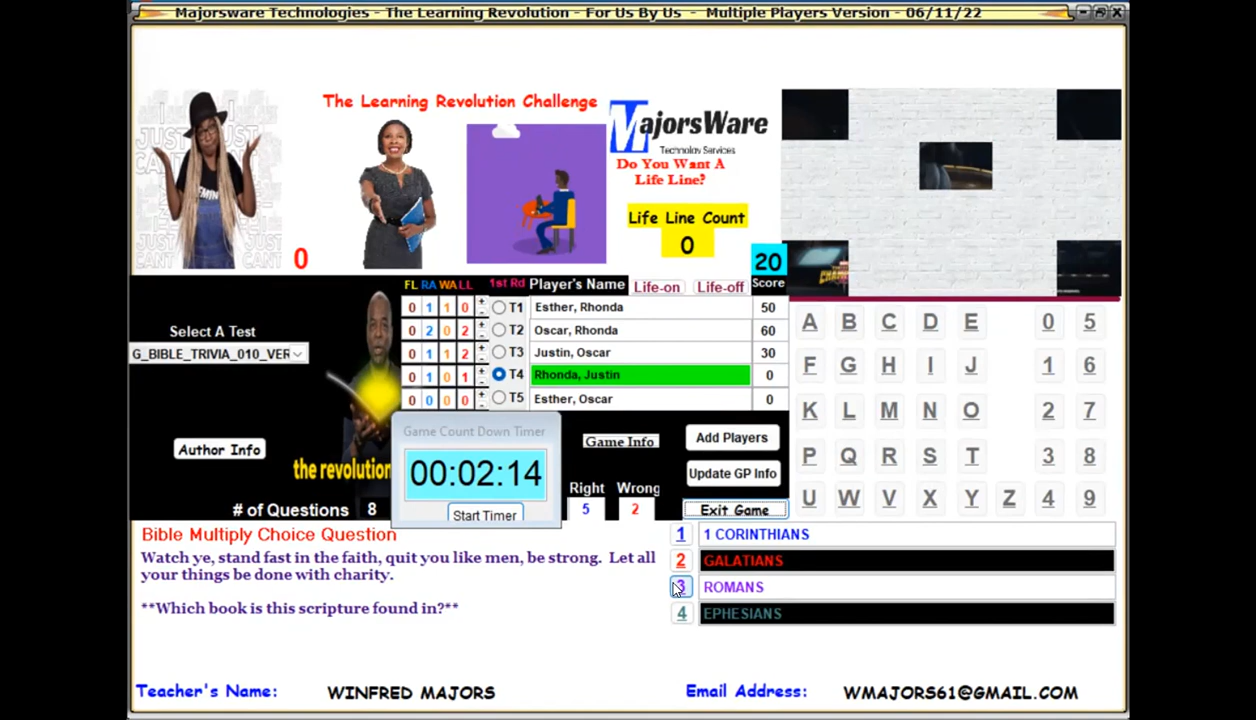 Majorsware Technologies - The Learning Revolution - For Us By Us - Multiple Players Version - 06/11/22
The Learning Revolution Challenge
MajorsWare
Technology Services
Do You Want A
Life Line?
Life Line Count
0
0
20
FL RA WA LL 1st Rd Player's Name Life-on Life-off Score
0 1 1 0 + - T1 Esther, Rhonda 50
0 2 0 2 + - T2 Oscar, Rhonda 60
0 1 1 2 + - T3 Justin, Oscar 30
0 1 0 1 + - T4 Rhonda, Justin 0
0 0 0 0 + - T5 Esther, Oscar 0
Select A Test
G_BIBLE_TRIVIA_010_VER
Author Info
the revolution
# of Questions 8
Game Count Down Timer
00:02:14
Start Timer
Game Info
Right Wrong
5 2
Add Players
Update GP Info
Exit Game
A B C D E 0 5
F G H I J 1 6
K L M N O 2 7
P Q R S T 3 8
U W V X Y Z 4 9
Bible Multiply Choice Question
Watch ye, stand fast in the faith, quit you like men, be strong. Let all
your things be done with charity.
**Which book is this scripture found in?**
1 1 CORINTHIANS
2 GALATIANS
3 ROMANS
4 EPHESIANS
Teacher's Name: WINFRED MAJORS
Email Address: WMAJORS61@GMAIL.COM